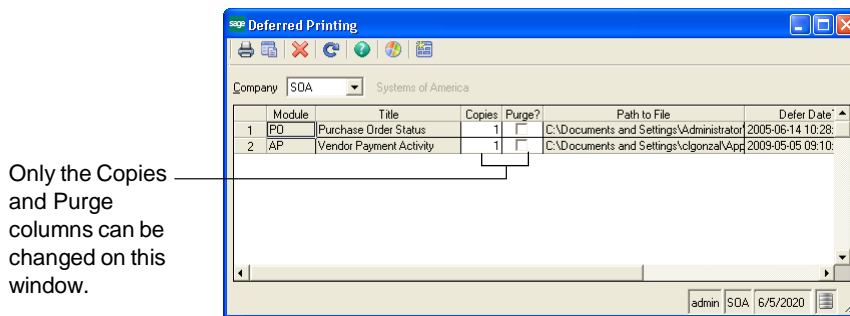 sage Deferred Printing
Company SOA Systems of America
Module Title Copies Purge? Path to File Defer Date
1 PO Purchase Order Status 1 C:\Documents and Settings\Administrator 2005-06-14 10:28:
2 AP Vendor Payment Activity 1 C:\Documents and Settings\clgonzal\App 2009-05-05 09:10:
Only the Copies
and Purge
columns can be
changed on this
window.
admin SOA 6/5/2020